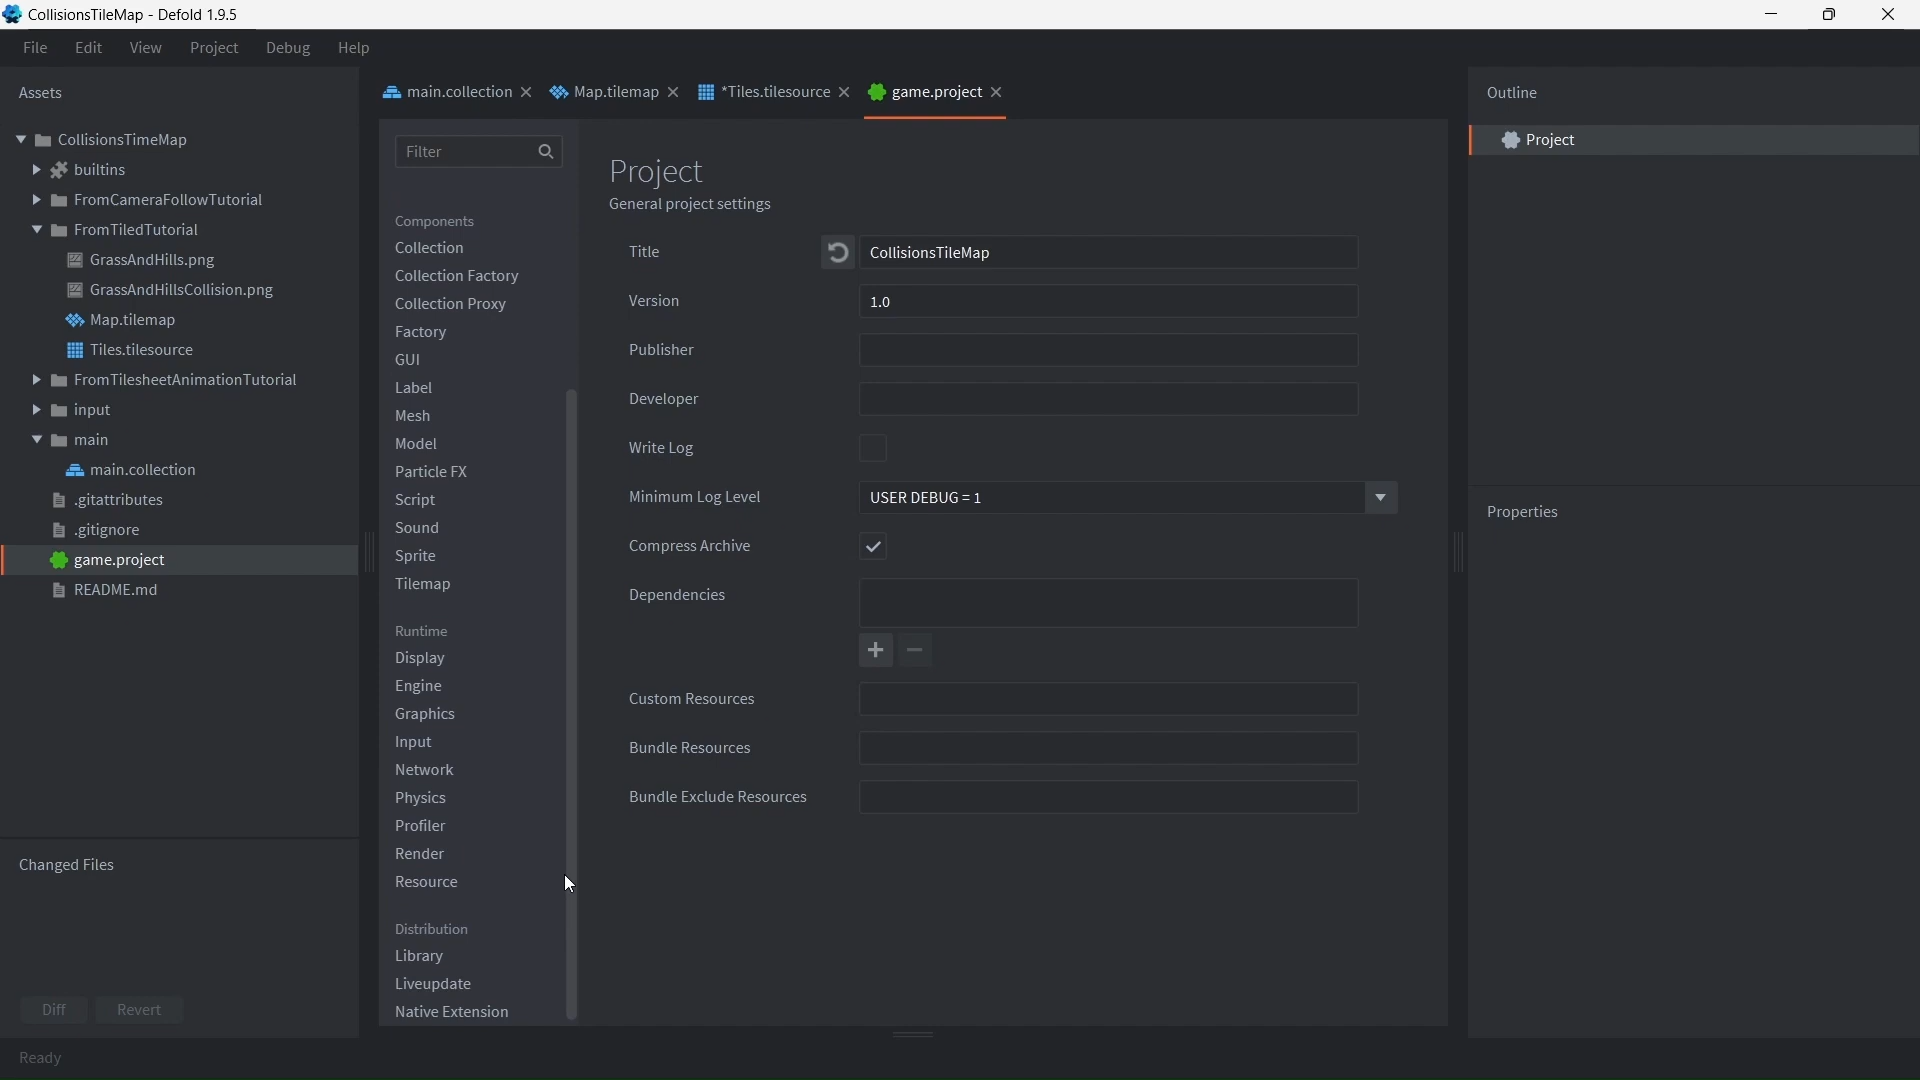 CollisionsTileMap - Defold 1.9.5
File Edit View Project Debug Help
Assets
CollisionsTimeMap
builtins
FromCameraFollowTutorial
FromTiledTutorial
GrassAndHills.png
GrassAndHillsCollision.png
Map.tilemap
Tiles.tilesource
FromTilesheetAnimationTutorial
input
main
main.collection
.gitattributes
.gitignore
game.project
README.md
Changed Files
Diff Revert
Ready
main.collection Map.tilemap *Tiles.tilesource game.project
Filter
Components
Collection
Collection Factory
Collection Proxy
Factory
GUI
Label
Mesh
Model
Particle FX
Script
Sound
Sprite
Tilemap
Runtime
Display
Engine
Graphics
Input
Network
Physics
Profiler
Render
Resource
Distribution
Library
Liveupdate
Native Extension
Project
General project settings
Title CollisionsTileMap
Version 1.0
Publisher
Developer
Write Log
Minimum Log Level USER DEBUG = 1
Compress Archive
Dependencies
Custom Resources
Bundle Resources
Bundle Exclude Resources
Outline
Project
Properties